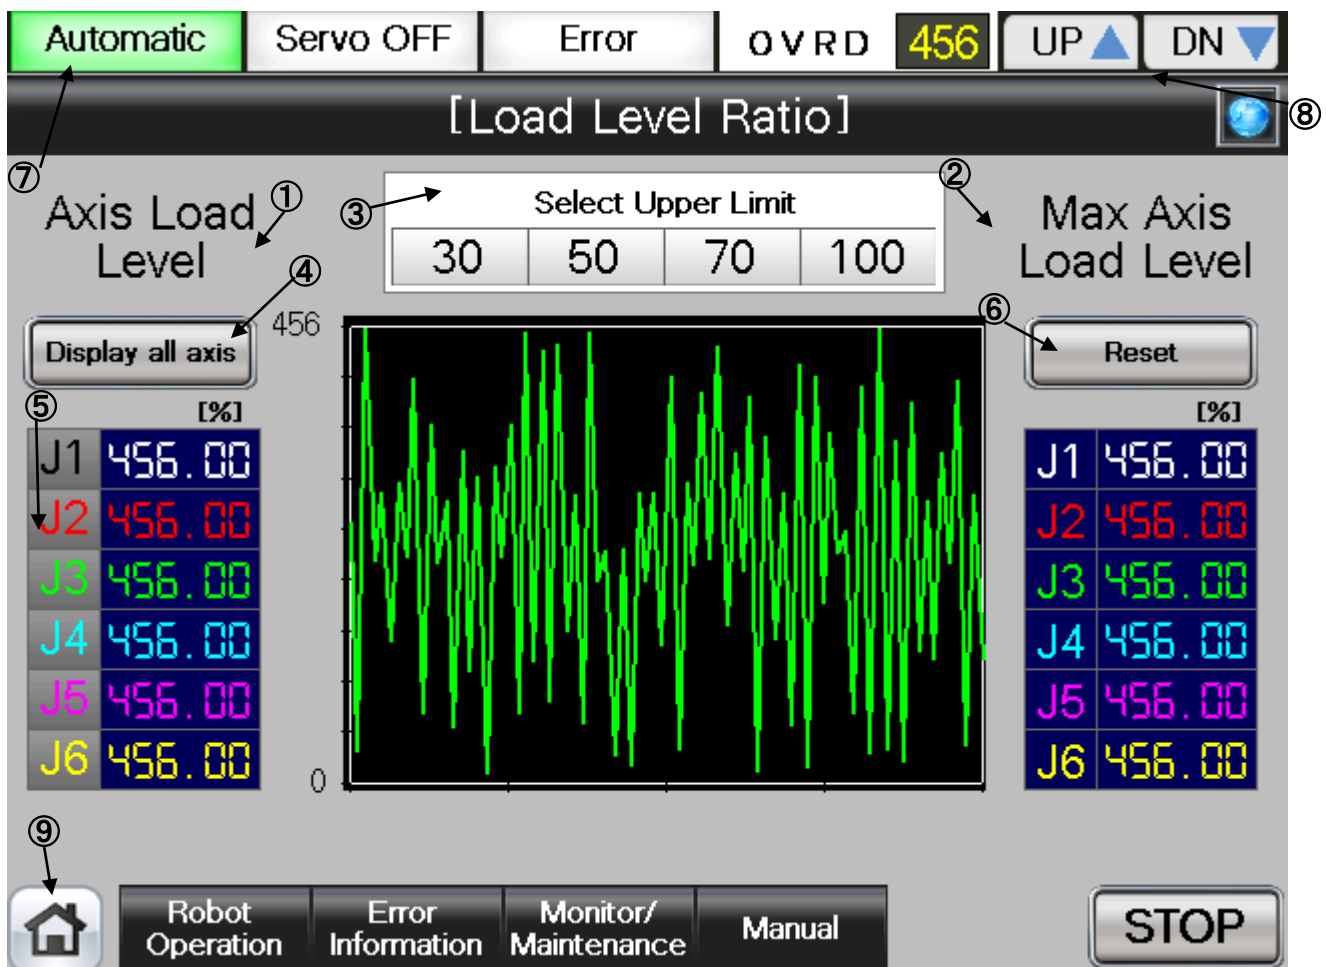 Automatic Servo OFF Error OVRD 456 UP DN
[Load Level Ratio]
⑧
⑦
Axis Load
Level
①
③
Select Upper Limit
30 50 70 100
②
Max Axis
Load Level
④
Display all axis
456
0
⑥
Reset
⑤
[%]
J1 456.00
J2 456.00
J3 456.00
J4 456.00
J5 456.00
J6 456.00
[%]
J1 456.00
J2 456.00
J3 456.00
J4 456.00
J5 456.00
J6 456.00
⑨
Robot
Operation
Error
Information
Monitor/
Maintenance
Manual
STOP